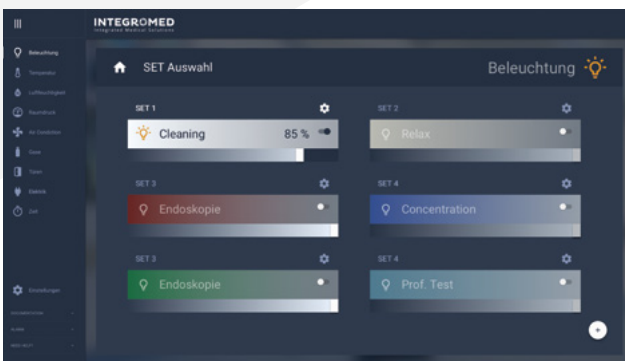 INTEGROMED
Integrated Medical Solutions
Beleuchtung
Temperatur
Luftfeuchtigkeit
Raumdruck
Air Condition
Gase
Türen
Elektrik
Zeit
Einstellungen
SET Auswahl
Beleuchtung
SET 1
Cleaning
85 %
SET 2
Relax
SET 3
Endoskopie
SET 4
Concentration
SET 3
Endoskopie
SET 4
Prof. Test